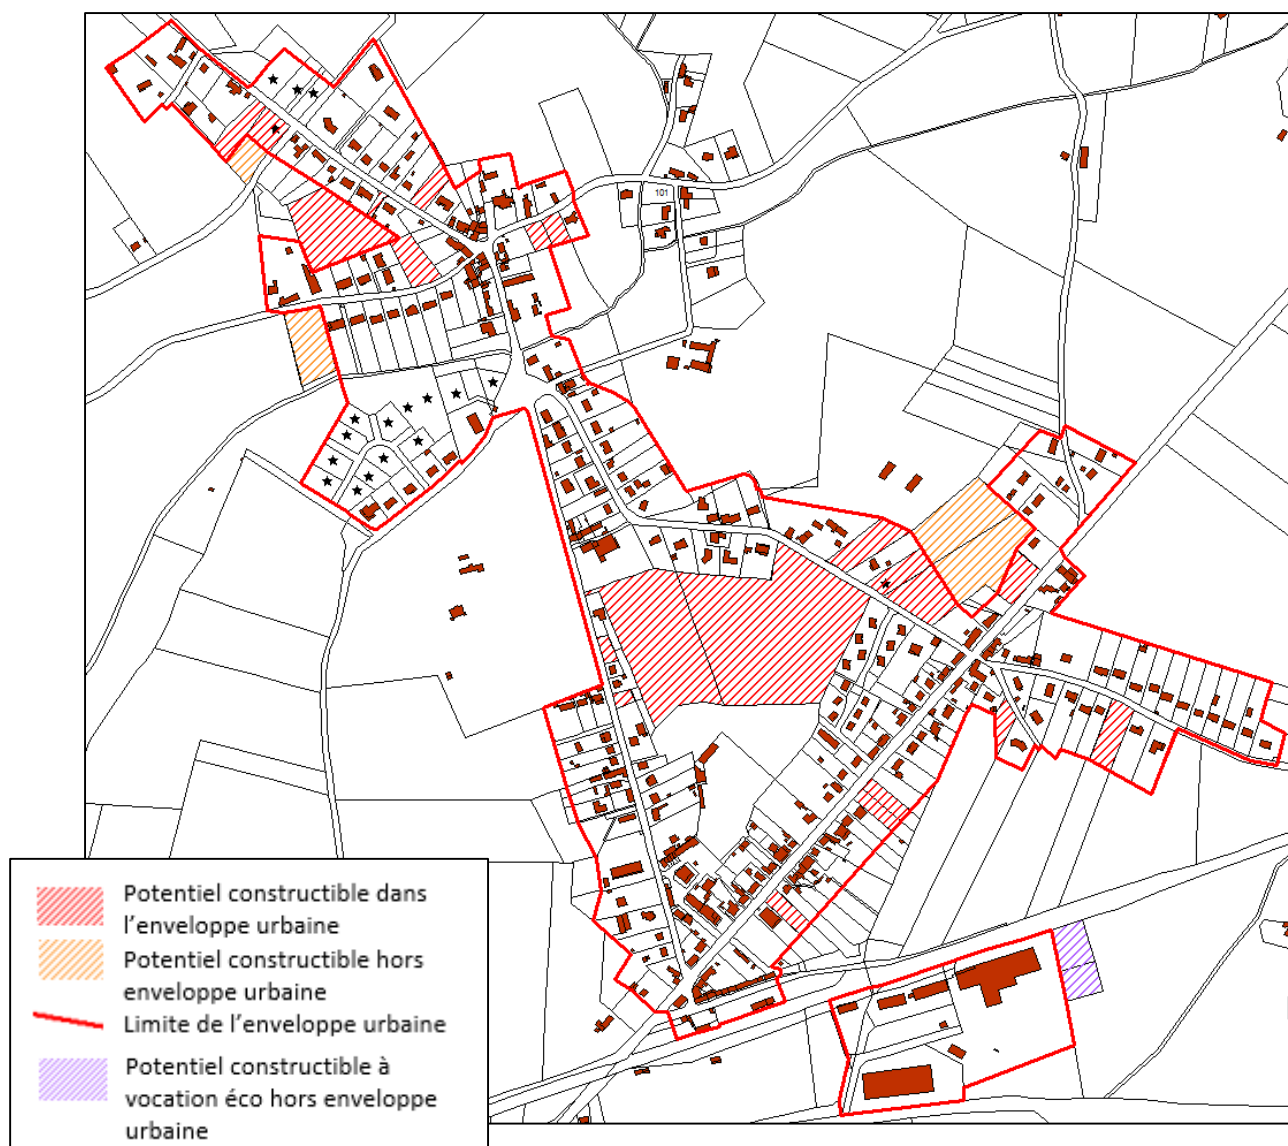 101
Potentiel constructible dans
l'enveloppe urbaine
Potentiel constructible hors
enveloppe urbaine
Limite de l'enveloppe urbaine
Potentiel constructible à
vocation éco hors enveloppe
urbaine